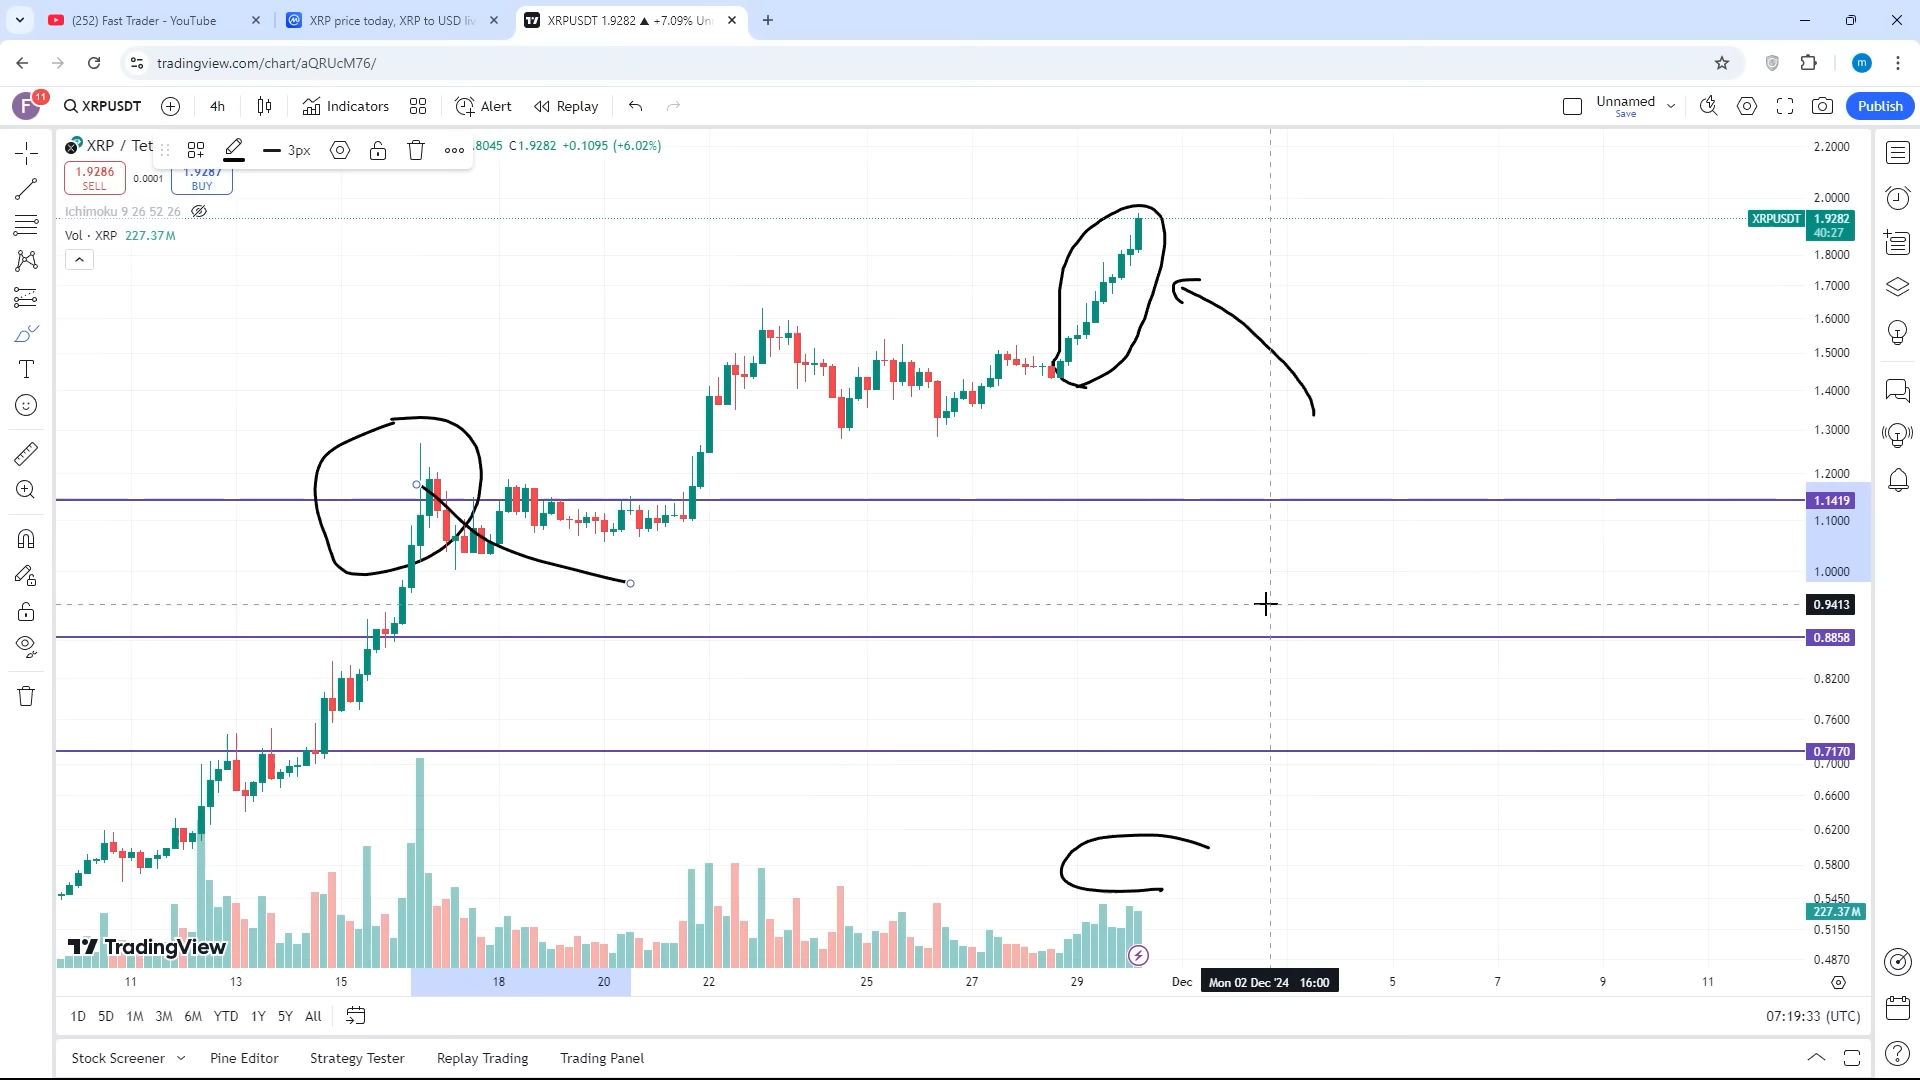 (252) Fast Trader - YouTube
XRP price today, XRP to USD liv
XRPUSDT 1.9282 ▲ +7.09% Un
tradingview.com/chart/aQRUcM76/
F 11
XRPUSDT
4h
Indicators
Alert
Replay
Unnamed
Save
Publish
m
XRP / Tet
3px
.8045 C1.9282 +0.1095 (+6.02%)
1.9286
SELL
0.0001
1.9287
BUY
Ichimoku 9 26 52 26
Vol · XRP 227.37M
2.2000
2.0000
XRPUSDT 1.9282
40:27
1.8000
1.7000
1.6000
1.5000
1.4000
1.3000
1.2000
1.1419
1.1000
1.0000
0.9413
0.8858
0.8200
0.7600
0.7170
0.7000
0.6600
0.6200
0.5800
0.5450
227.37M
0.5150
0.4870
TradingView
11 13 15 18 20 22 25 27 29 Dec Mon 02 Dec '24 16:00 5 7 9 11
1D 5D 1M 3M 6M YTD 1Y 5Y All
07:19:33 (UTC)
Stock Screener
Pine Editor
Strategy Tester
Replay Trading
Trading Panel